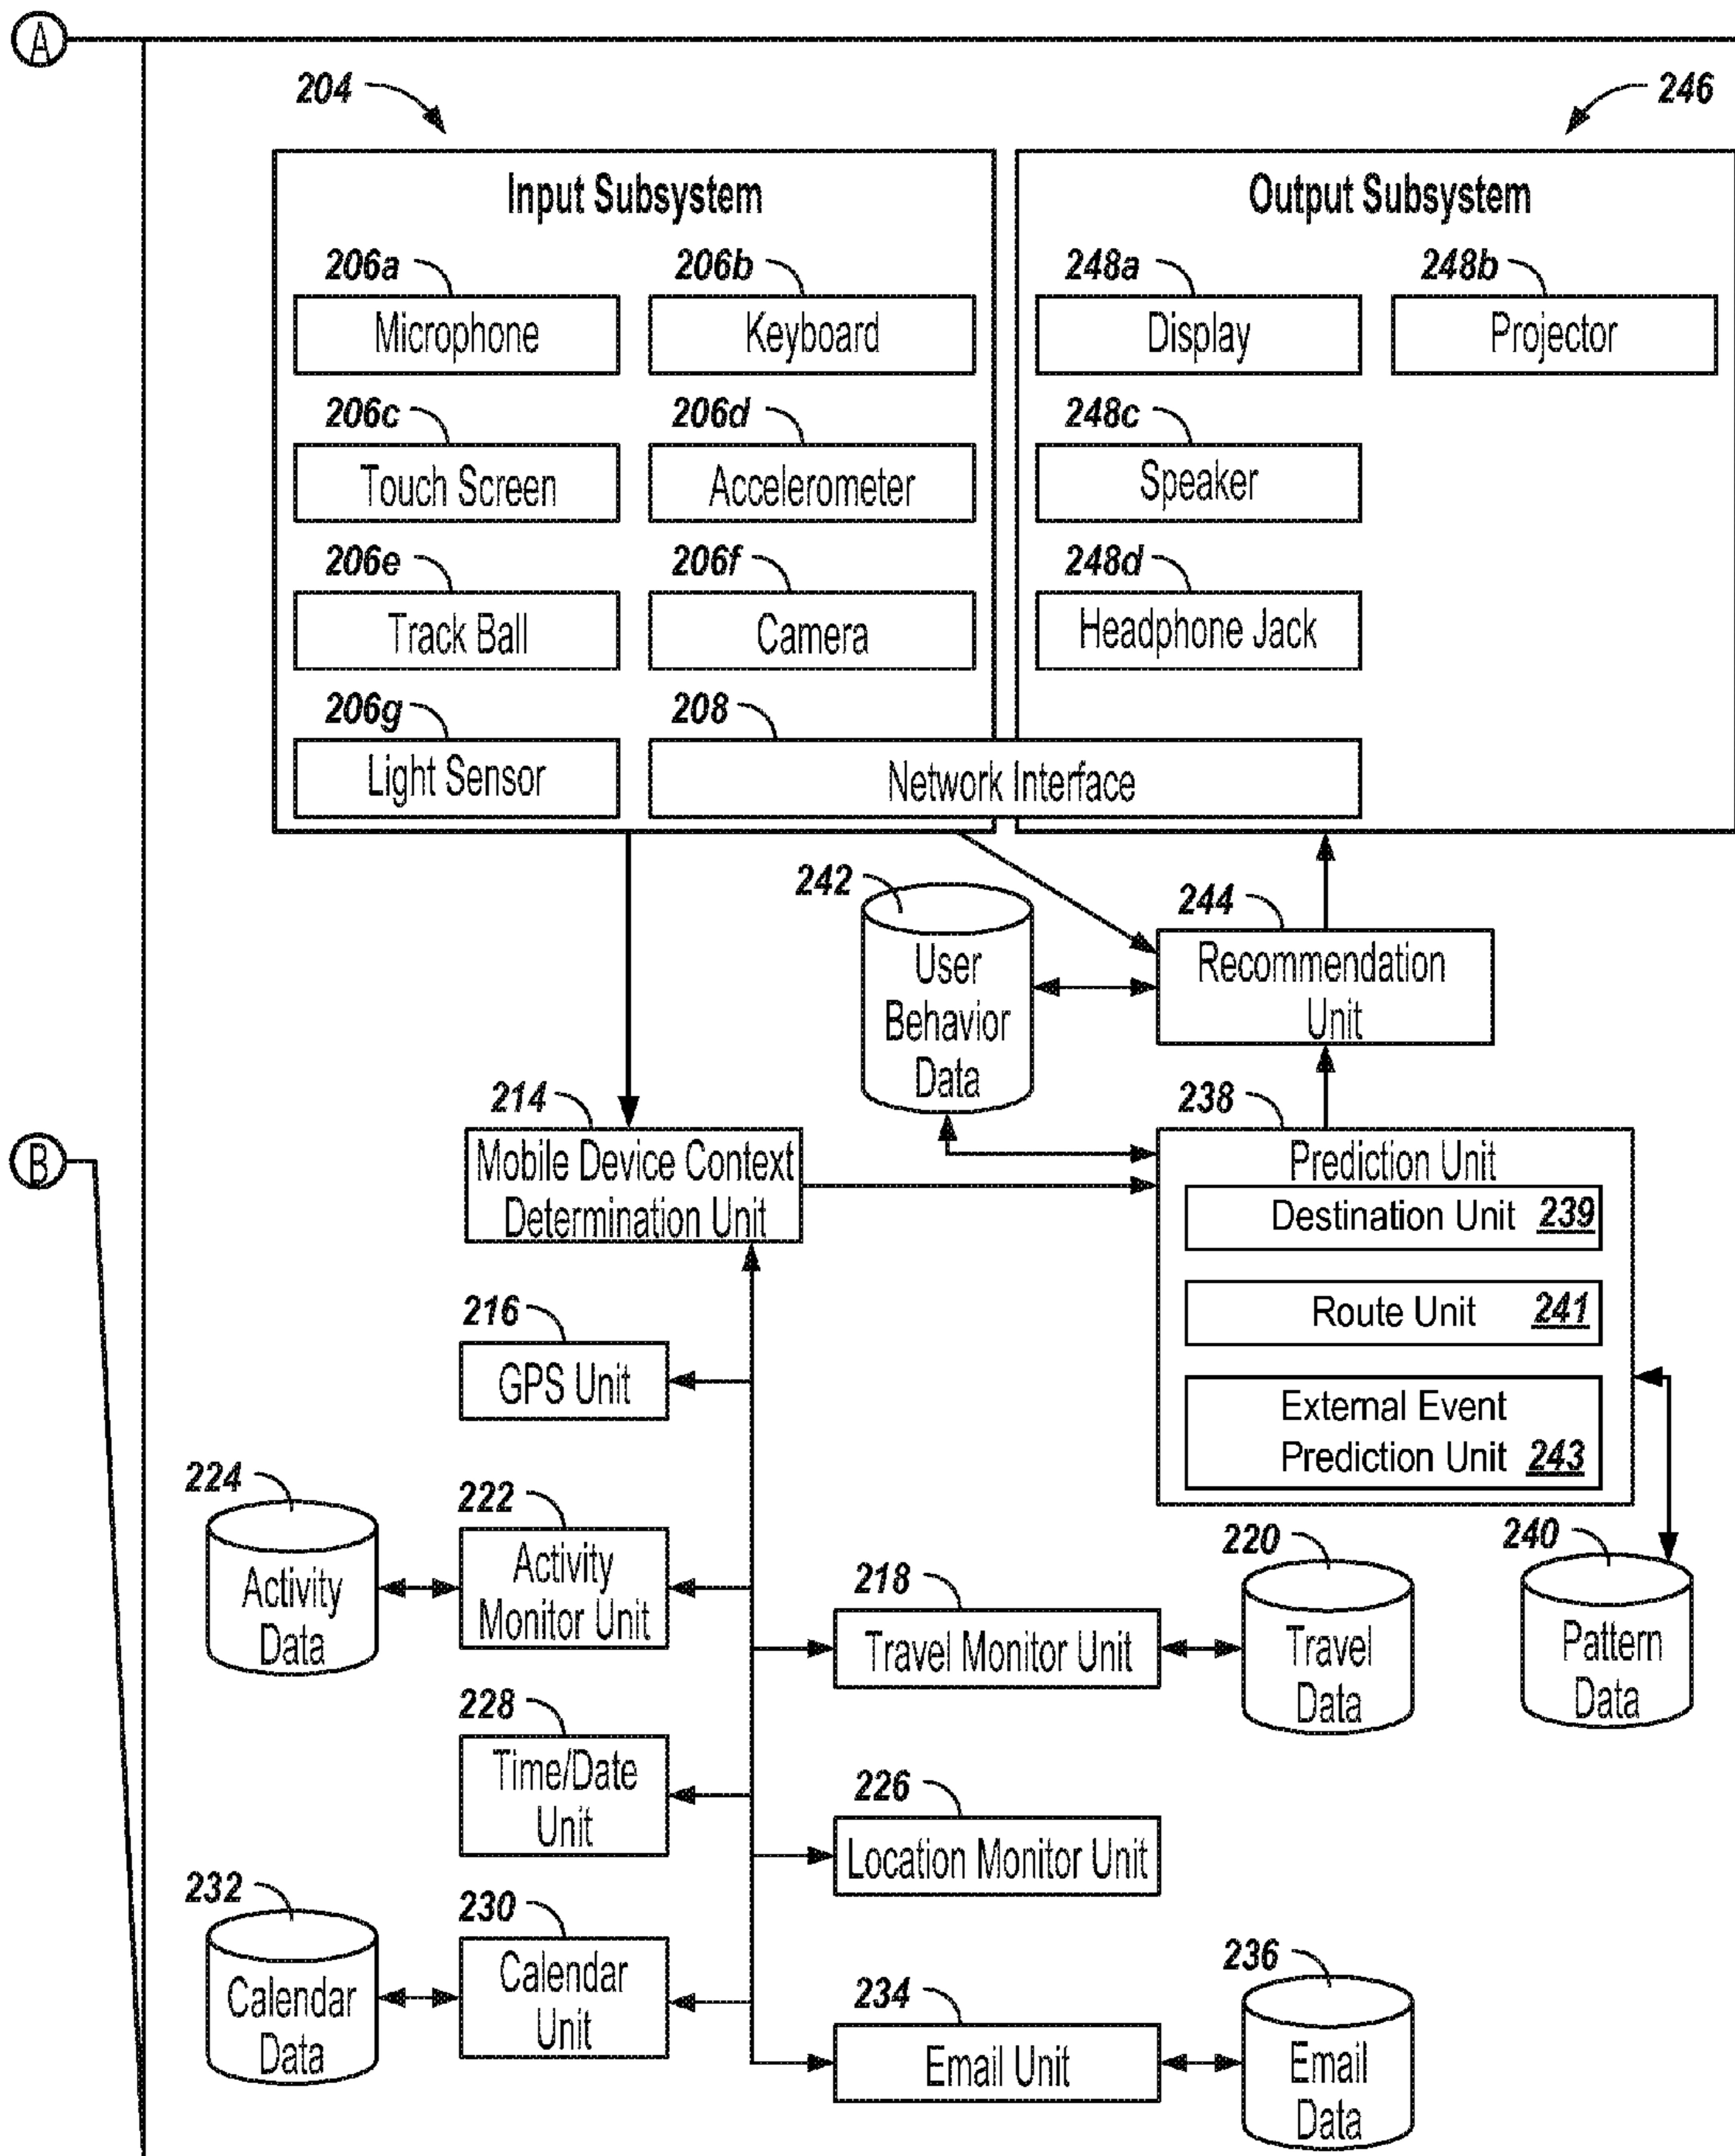 A
204
246
Input Subsystem
Output Subsystem
206a
206b
248a
248b
Microphone
Keyboard
Display
Projector
206c
206d
248c
Touch Screen
Accelerometer
Speaker
206e
206f
248d
Track Ball
Camera
Headphone Jack
206g
208
Light Sensor
Network Interface
242
User
Behavior
Data
244
Recommendation
Unit
214
Mobile Device Context
Determination Unit
B
238
Prediction Unit
Destination Unit 239
Route Unit 241
External Event
Prediction Unit 243
216
GPS Unit
224
Activity
Data
222
Activity
Monitor Unit
218
Travel Monitor Unit
220
Travel
Data
240
Pattern
Data
228
Time/Date
Unit
226
Location Monitor Unit
232
Calendar
Data
230
Calendar
Unit
234
Email Unit
236
Email
Data